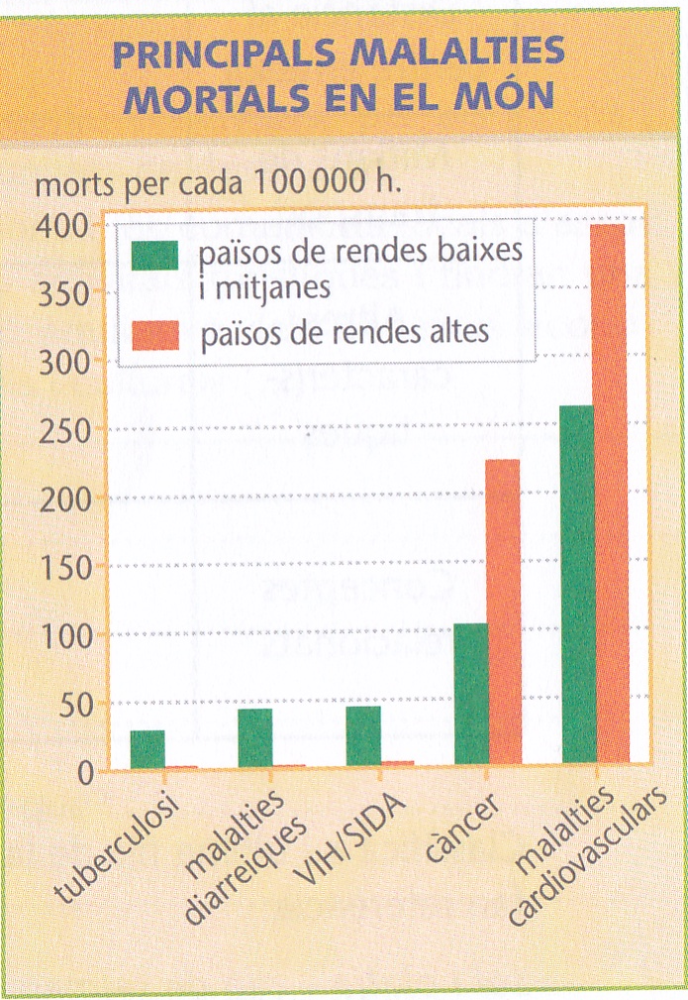 PRINCIPALS MALALTIES
MORTALS EN EL MÓN
morts per cada 100 000 h.
400
350
300
250
200
150
100
50
0
països de rendes baixes
i mitjanes
països de rendes altes
tuberculosi
malalties
diarreiques
VIH/SIDA
càncer
malalties
cardiovasculars